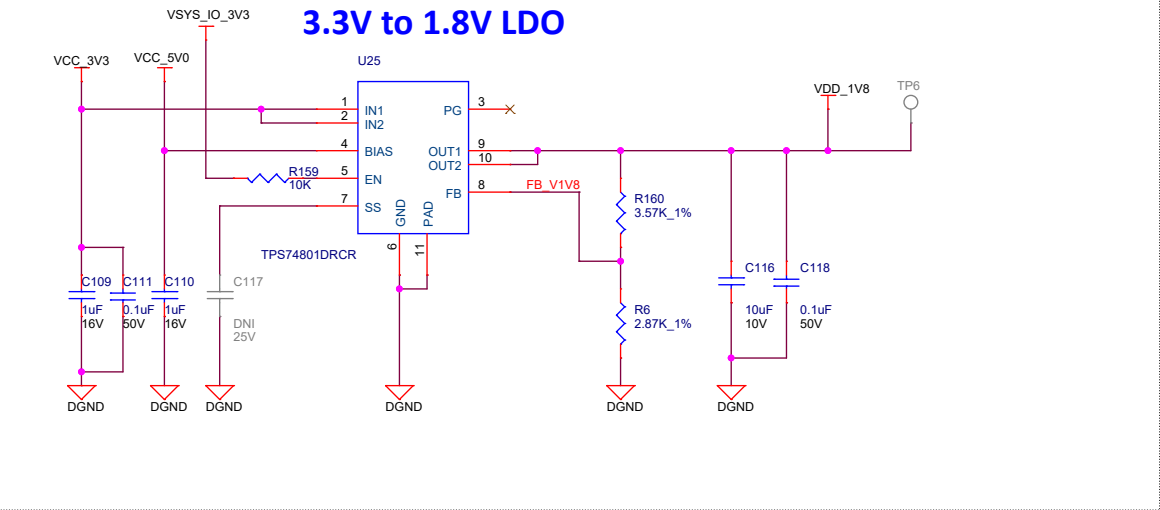 3.3V to 1.8V LDO
VSYS_IO_3V3
VCC_3V3
VCC_5V0
U25
VDD_1V8
TP6
1
IN1
2
IN2
PG
3
4
BIAS
OUT1
9
OUT2
10
R159
10K
5
EN
FB
8
FB_V1V8
7
SS
GND
PAD
6
11
TPS74801DRCR
R160
3.57K_1%
C109
1uF
16V
C111
0.1uF
50V
C110
1uF
16V
C117
DNI
25V
R6
2.87K_1%
C116
10uF
10V
C118
0.1uF
50V
DGND
DGND
DGND
DGND
DGND
DGND